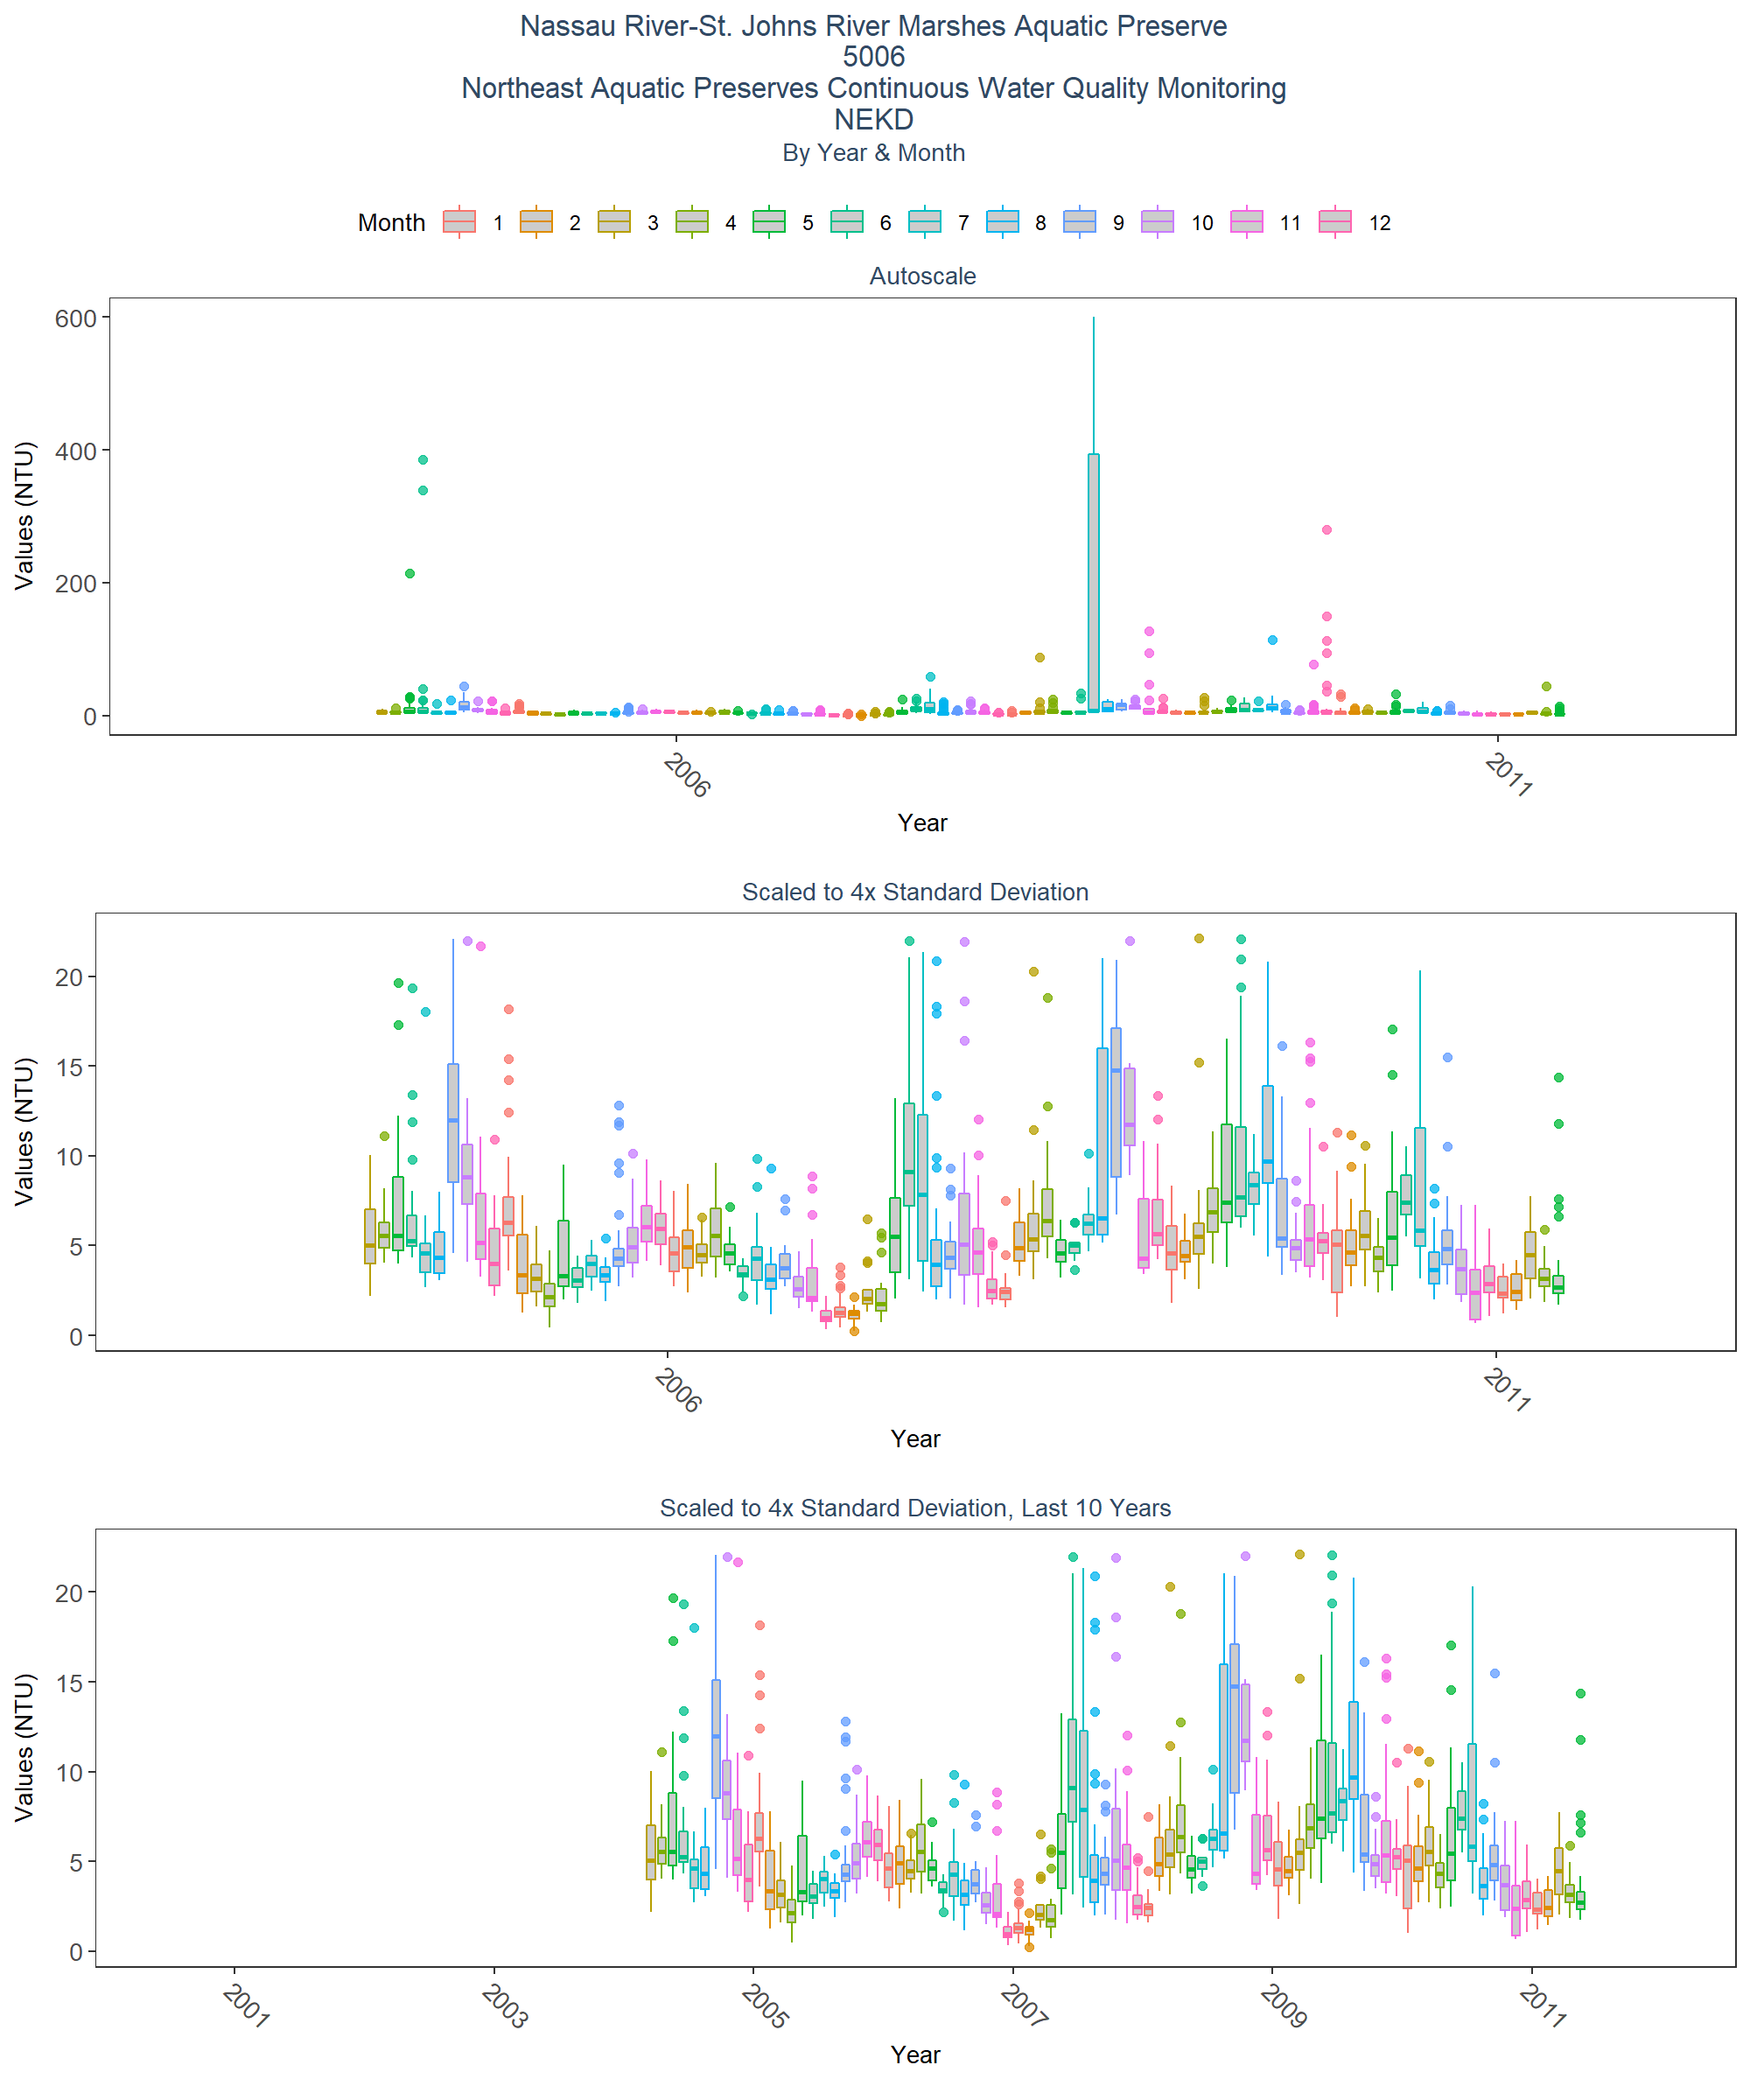 Nassau River-St. Johns River Marshes Aquatic Preserve
5006
Northeast Aquatic Preserves Continuous Water Quality Monitoring
NEKD
By Year & Month
Month 1 2 3 4 5 6 7 8 9 10 11 12
Autoscale
Values (NTU)
600
400
200
0
2006 2011
Year
Scaled to 4x Standard Deviation
Values (NTU)
20
15
10
5
0
2006 2011
Year
Scaled to 4x Standard Deviation, Last 10 Years
Values (NTU)
20
15
10
5
0
2001 2003 2005 2007 2009 2011
Year